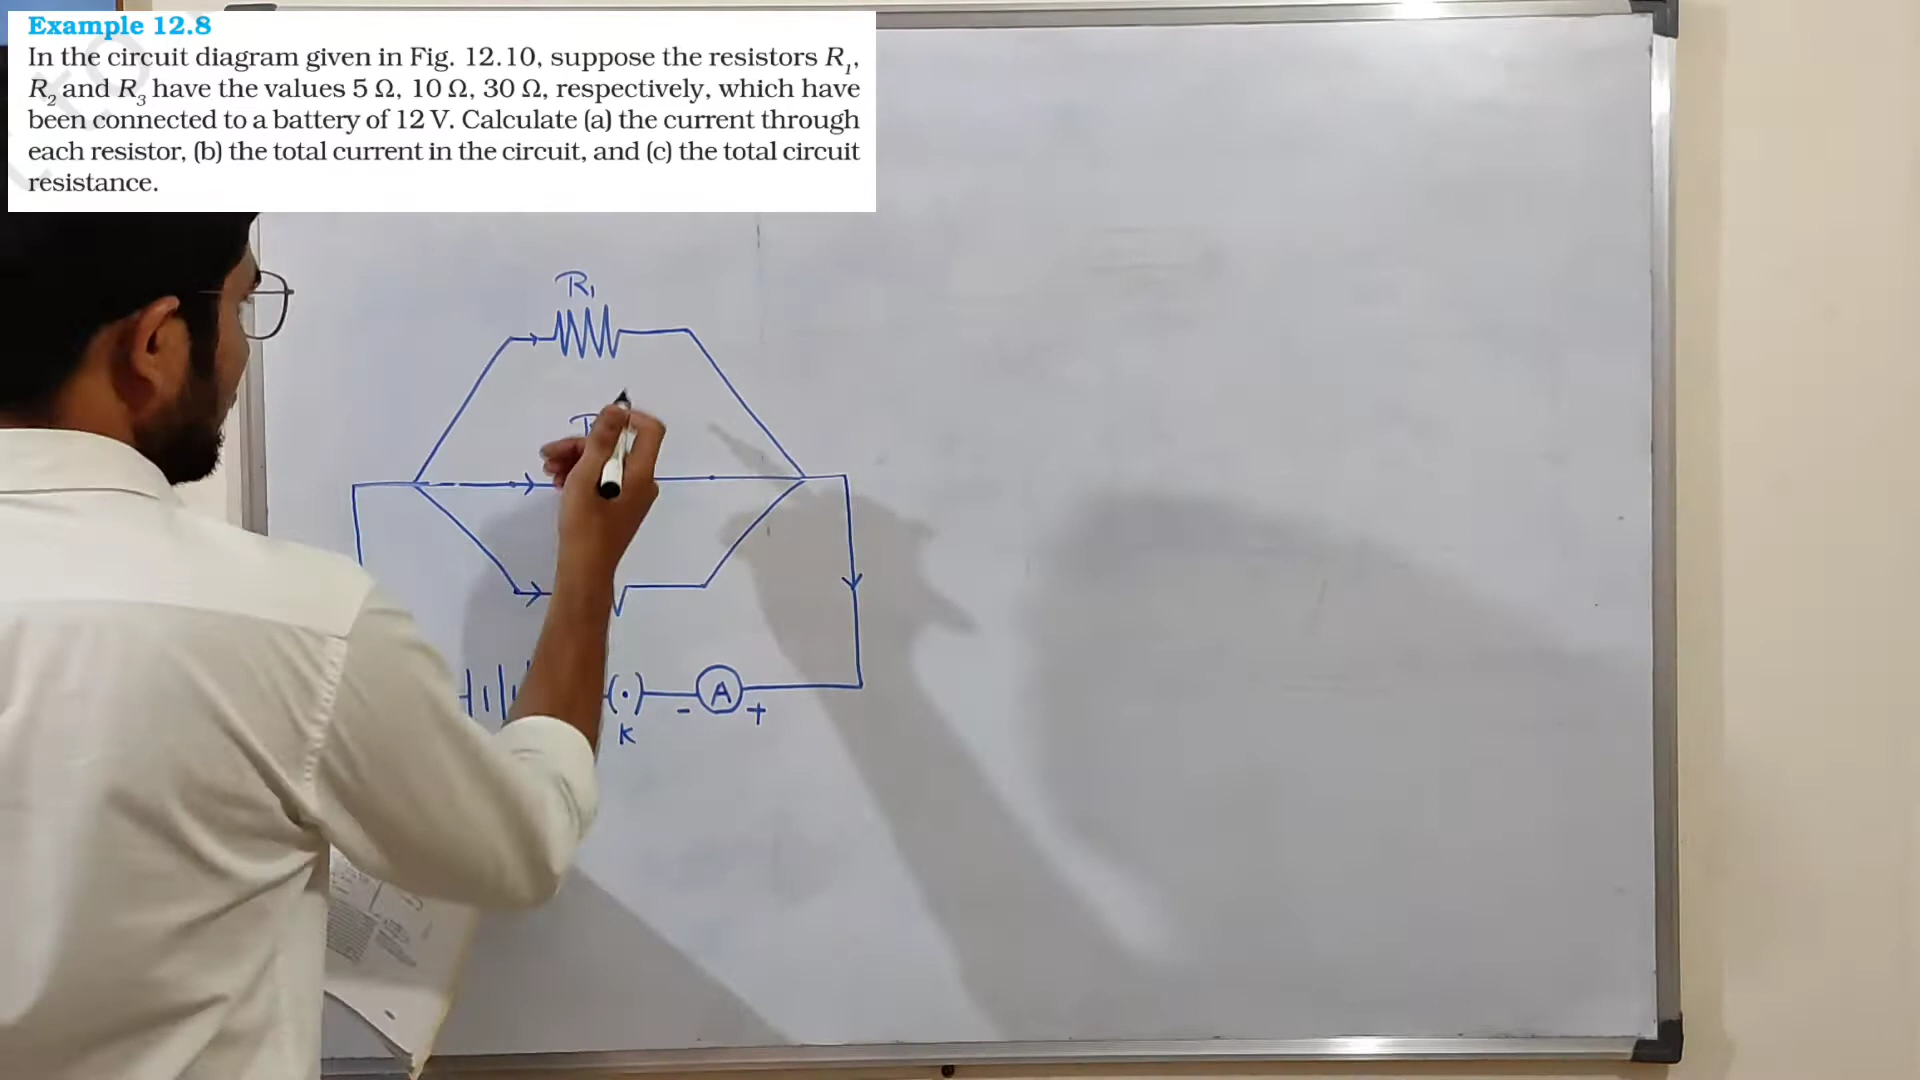 Example 12.8
In the circuit diagram given in Fig. 12.10, suppose the resistors R₁,
R₂ and R₃ have the values 5 Ω, 10 Ω, 30 Ω, respectively, which have
been connected to a battery of 12 V. Calculate (a) the current through
each resistor, (b) the total current in the circuit, and (c) the total circuit
resistance.
R₁
A
- +
K